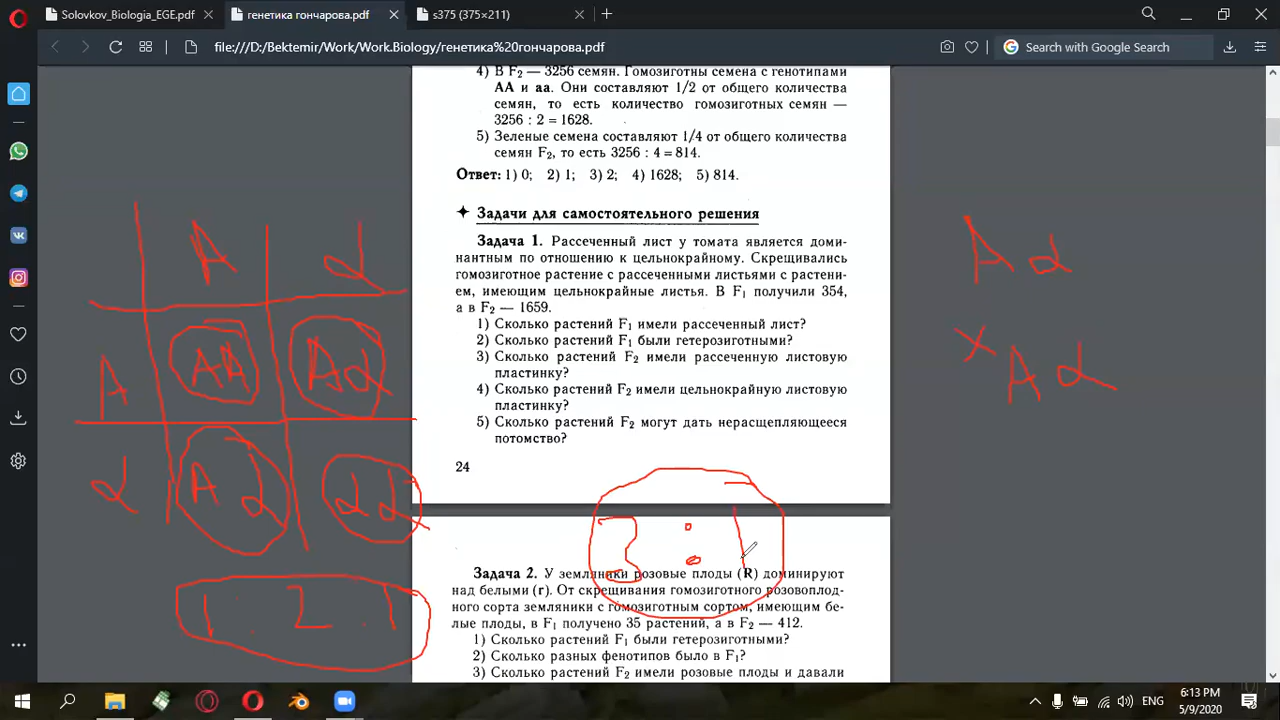 Solovkov_Biologia_EGE.pdf
генетика гончарова.pdf
s375 (375×211)
file:///D:/Bektemir/Work/Work.Biology/генетика%20гончарова.pdf
Search with Google
4) В F₂ — 3256 семян. Гомозиготны семена с генотипами
АА и аа. Они составляют 1/2 от общего количества
семян, то есть количество гомозиготных семян —
3256 : 2 = 1628.
5) Зеленые семена составляют 1/4 от общего количества
семян F₂, то есть 3256 : 4 = 814.
Ответ: 1) 0; 2) 1; 3) 2; 4) 1628; 5) 814.
Задачи для самостоятельного решения
Задача 1. Рассеченный лист у томата является доми-
нантным по отношению к цельнокрайному. Скрещивались
гомозиготное растение с рассеченными листьями с растени-
ем, имеющим цельнокрайные листья. В F₁ получили 354,
а в F₂ — 1659.
1) Сколько растений F₁ имели рассеченный лист?
2) Сколько растений F₁ были гетерозиготными?
3) Сколько растений F₂ имели рассеченную листовую
пластинку?
4) Сколько растений F₂ имели цельнокрайную листовую
пластинку?
5) Сколько растений F₂ могут дать нерасщепляющееся
потомство?
24
Задача 2. У земляники розовые плоды (R) доминируют
над белыми (r). От скрещивания гомозиготного розовоплод-
ного сорта земляники с гомозиготным сортом, имеющим бе-
лые плоды, в F₁ получено 35 растений, а в F₂ — 412.
1) Сколько растений F₁ были гетерозиготными?
2) Сколько разных фенотипов было в F₁?
3) Сколько растений F₂ имели розовые плоды и давали
A α
A AA Aα
α Aα αα
1 : 2 : 1
3 : 1
A α
× A α
6:13 PM
5/9/2020